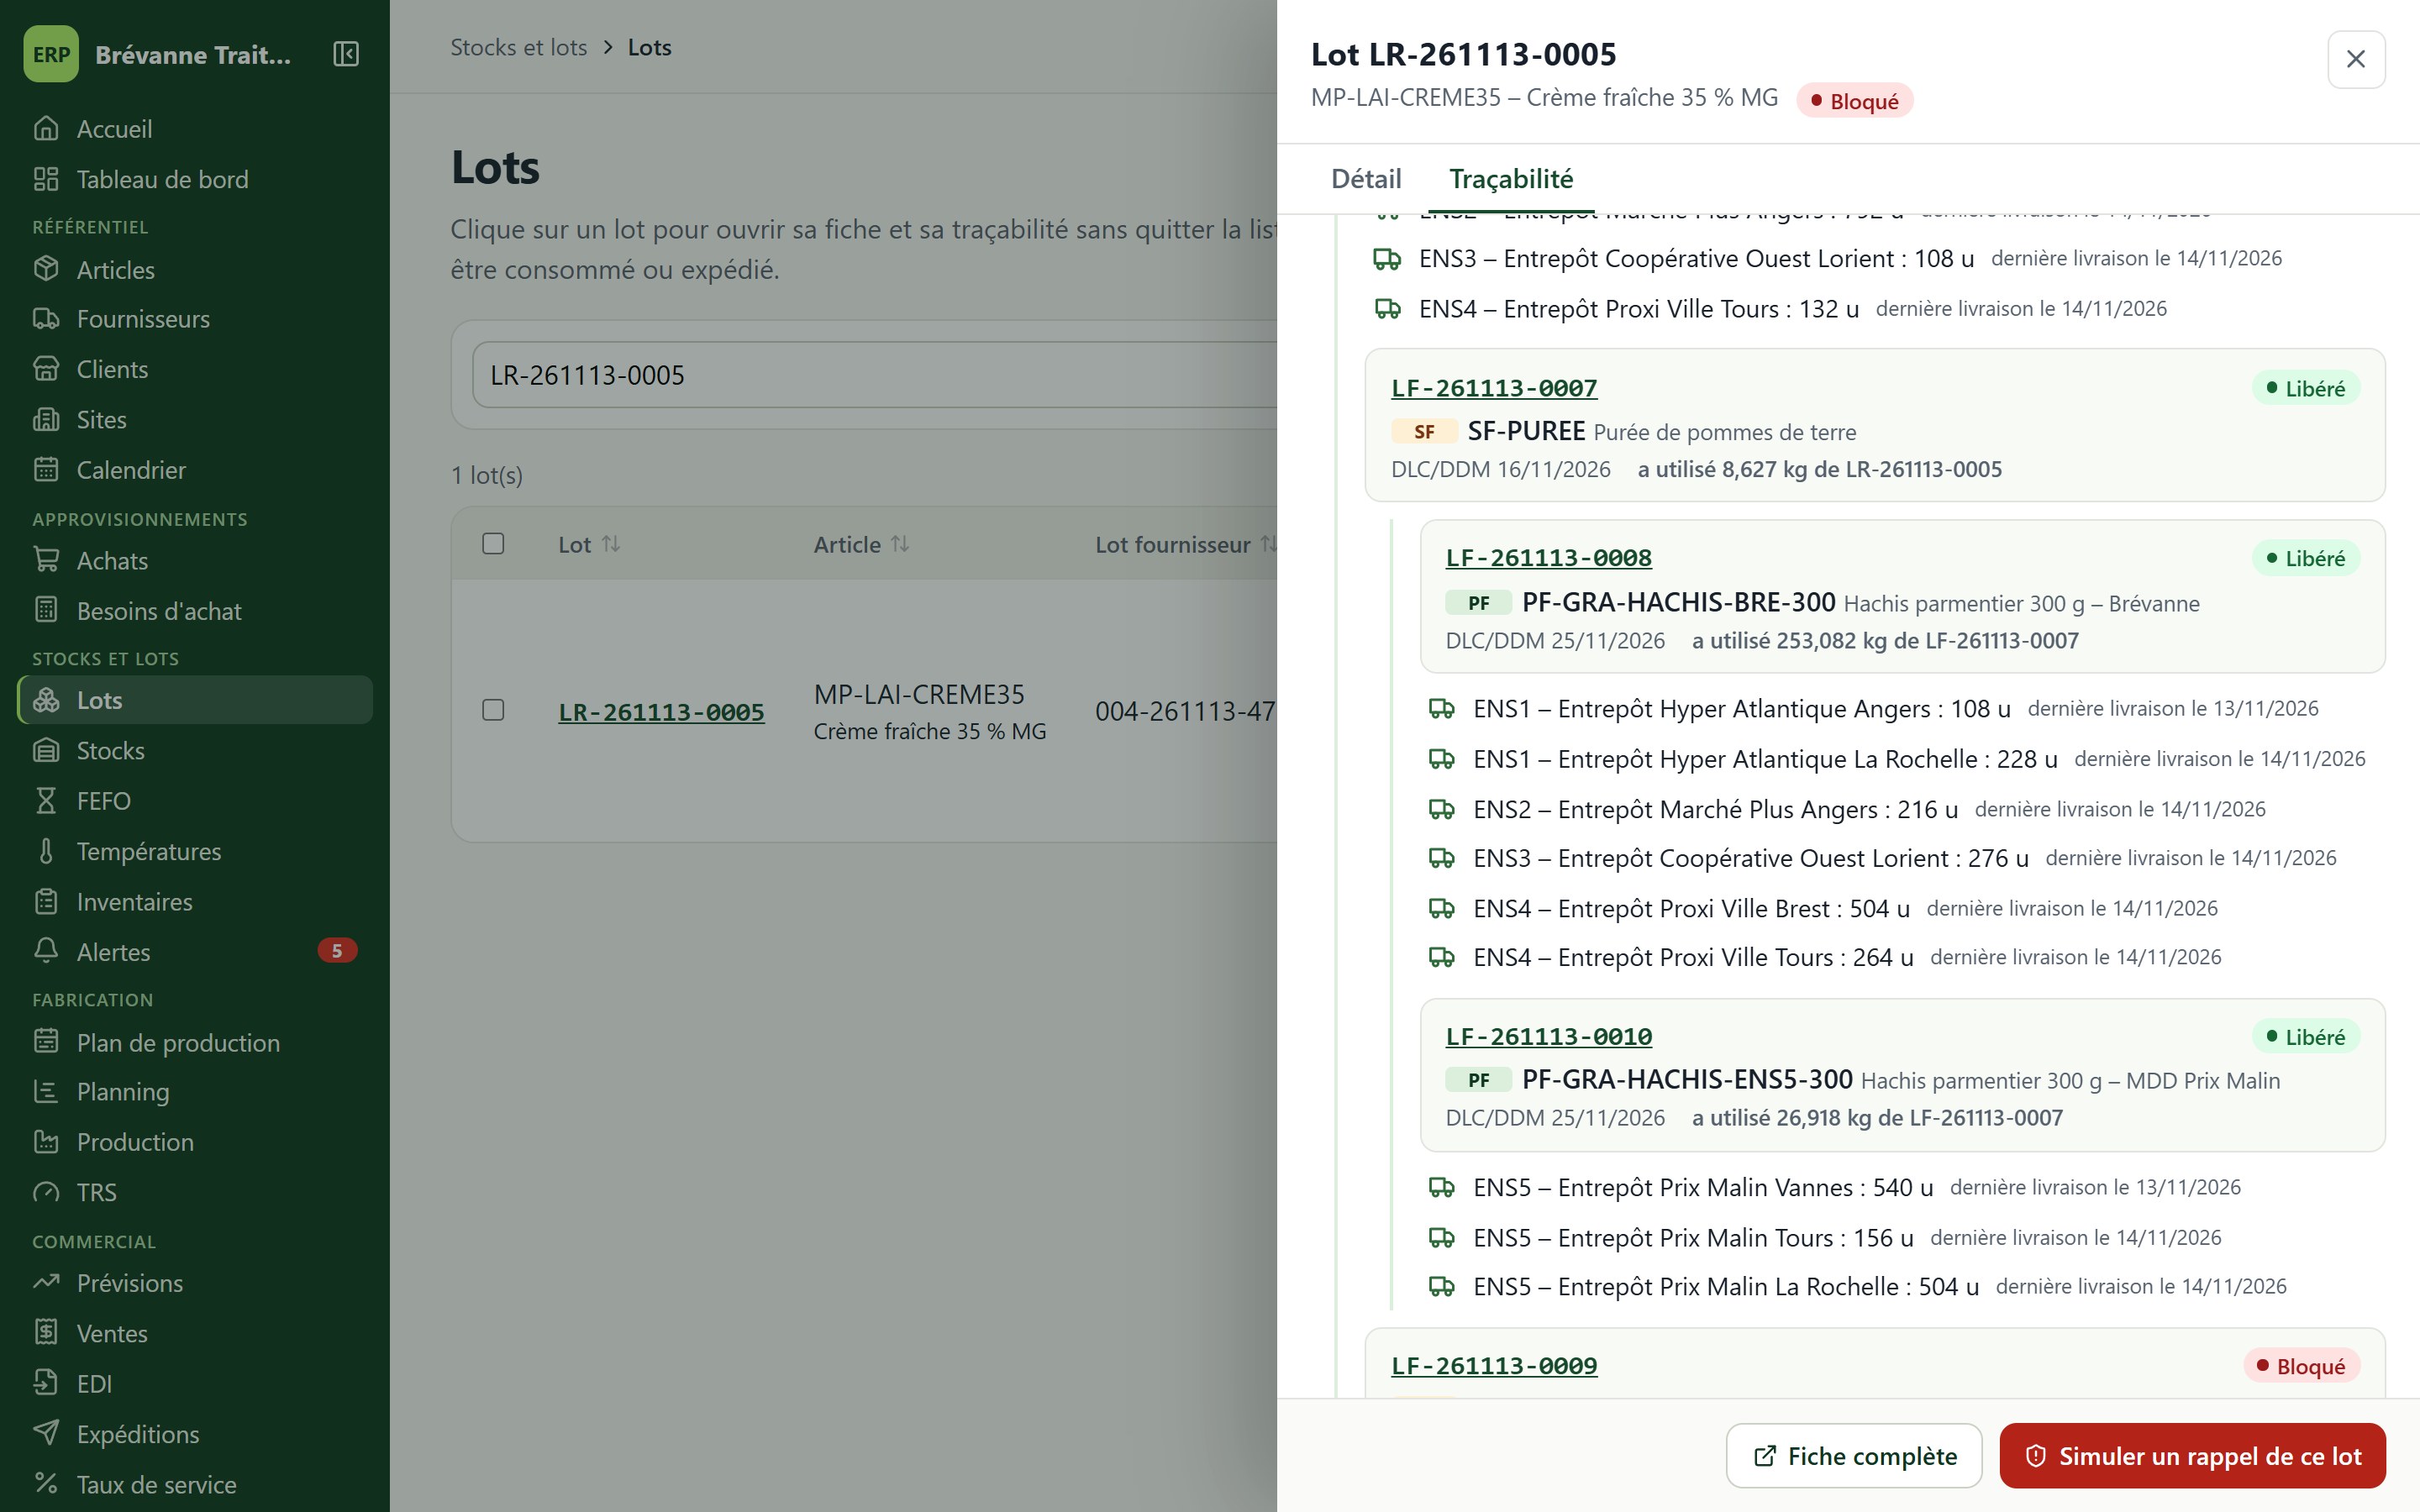 ERP Brévanne Trait...
Accueil
Tableau de bord
RÉFÉRENTIEL
Articles
Fournisseurs
Clients
Sites
Calendrier
APPROVISIONNEMENTS
Achats
Besoins d'achat
STOCKS ET LOTS
Lots
Stocks
FEFO
Températures
Inventaires
Alertes 5
FABRICATION
Plan de production
Planning
Production
TRS
COMMERCIAL
Prévisions
Ventes
EDI
Expéditions
Taux de service
Stocks et lots > Lots
Lots
Clique sur un lot pour ouvrir sa fiche et sa traçabilité sans quitter la
être consommé ou expédié.
LR-261113-0005
1 lot(s)
Lot Article Lot fournisseur
LR-261113-0005 MP-LAI-CREME35 004-261113-47
Crème fraîche 35 % MG
Lot LR-261113-0005
MP-LAI-CREME35 – Crème fraîche 35 % MG Bloqué
Détail Traçabilité
ENS2 – Entrepôt Marché Plus Angers : 792 u dernière livraison le 14/11/2026
ENS3 – Entrepôt Coopérative Ouest Lorient : 108 u dernière livraison le 14/11/2026
ENS4 – Entrepôt Proxi Ville Tours : 132 u dernière livraison le 14/11/2026
LF-261113-0007 Libéré
SF SF-PUREE Purée de pommes de terre
DLC/DDM 16/11/2026 a utilisé 8,627 kg de LR-261113-0005
LF-261113-0008 Libéré
PF PF-GRA-HACHIS-BRE-300 Hachis parmentier 300 g – Brévanne
DLC/DDM 25/11/2026 a utilisé 253,082 kg de LF-261113-0007
ENS1 – Entrepôt Hyper Atlantique Angers : 108 u dernière livraison le 13/11/2026
ENS1 – Entrepôt Hyper Atlantique La Rochelle : 228 u dernière livraison le 14/11/2026
ENS2 – Entrepôt Marché Plus Angers : 216 u dernière livraison le 14/11/2026
ENS3 – Entrepôt Coopérative Ouest Lorient : 276 u dernière livraison le 14/11/2026
ENS4 – Entrepôt Proxi Ville Brest : 504 u dernière livraison le 14/11/2026
ENS4 – Entrepôt Proxi Ville Tours : 264 u dernière livraison le 14/11/2026
LF-261113-0010 Libéré
PF PF-GRA-HACHIS-ENS5-300 Hachis parmentier 300 g – MDD Prix Malin
DLC/DDM 25/11/2026 a utilisé 26,918 kg de LF-261113-0007
ENS5 – Entrepôt Prix Malin Vannes : 540 u dernière livraison le 13/11/2026
ENS5 – Entrepôt Prix Malin Tours : 156 u dernière livraison le 14/11/2026
ENS5 – Entrepôt Prix Malin La Rochelle : 504 u dernière livraison le 14/11/2026
LF-261113-0009 Bloqué
Fiche complète Simuler un rappel de ce lot